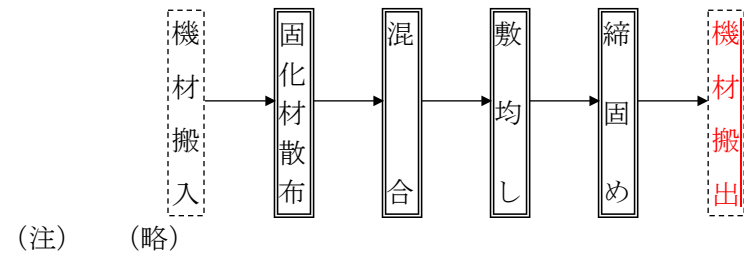 機材搬入
固化材散布
混合
敷均し
締固め
機材搬出
（注）　　（略）